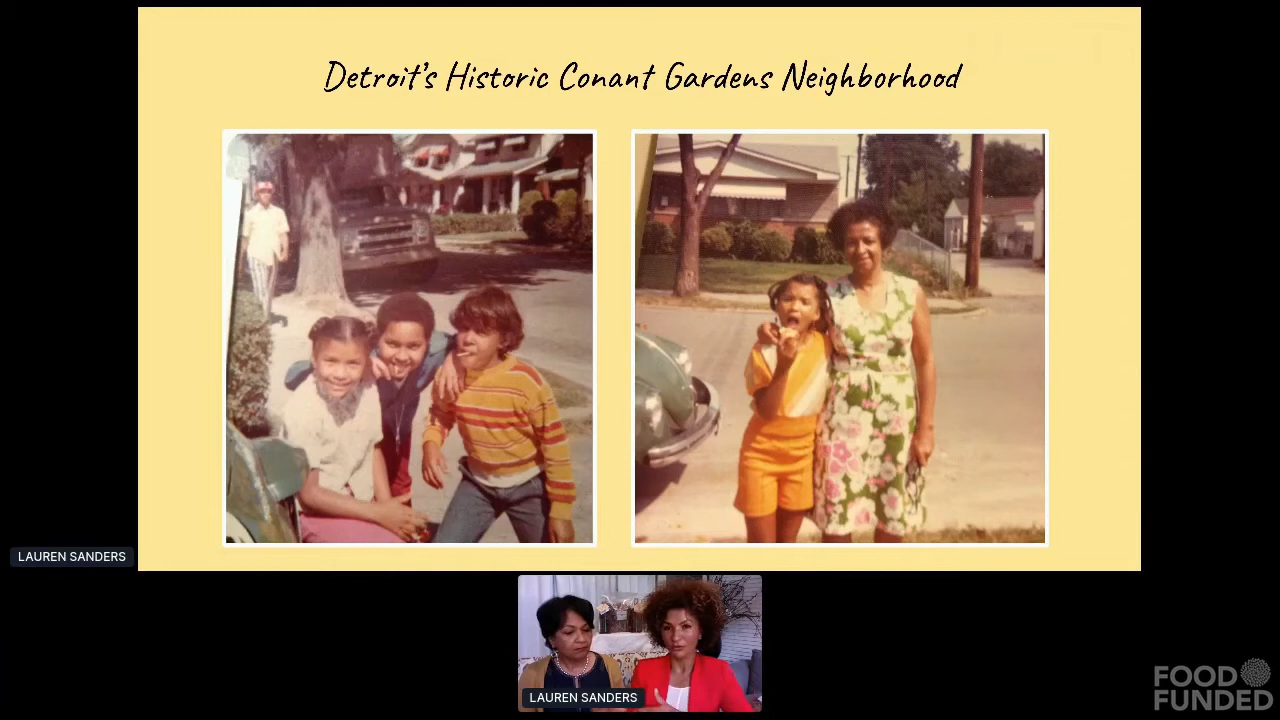 Detroit's Historic Conant Gardens Neighborhood
LAUREN SANDERS
LAUREN SANDERS
FOOD
FUNDED